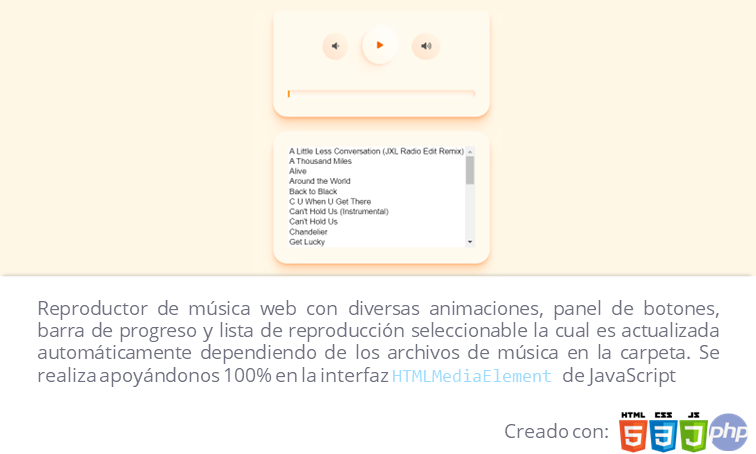 A Little Less Conversation (JXL Radio Edit Remix)
A Thousand Miles
Alive
Around the World
Back to Black
C U When U Get There
Can't Hold Us (Instrumental)
Can't Hold Us
Chandelier
Get Lucky
Reproductor de música web con diversas animaciones, panel de botones,
barra de progreso y lista de reproducción seleccionable la cual es actualizada
automáticamente dependiendo de los archivos de música en la carpeta. Se
realiza apoyándonos 100% en la interfaz HTMLMediaElement de JavaScript
Creado con: HTML 5 CSS 3 JS php